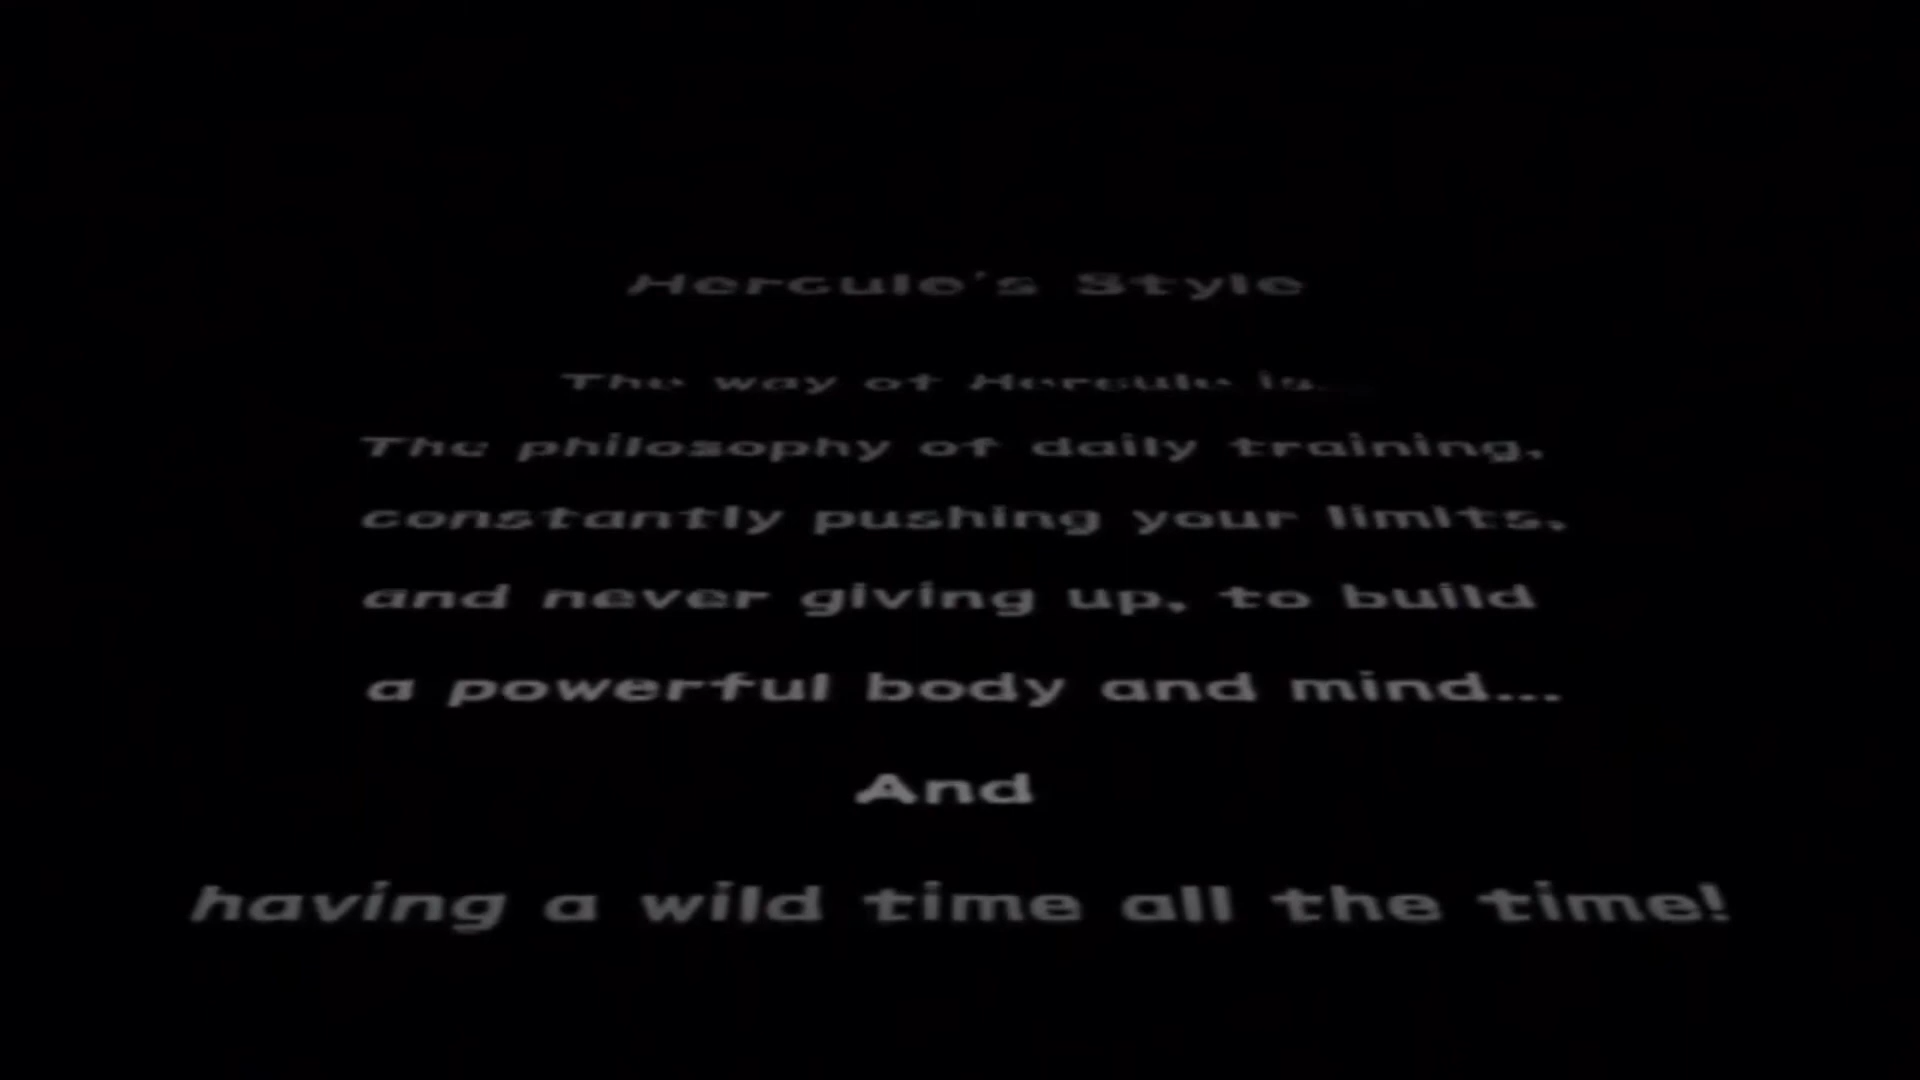 Hercule's Style
The way of Hercule is...
The philosophy of daily training,
constantly pushing your limits,
and never giving up, to build
a powerful body and mind...
And
having a wild time all the time!